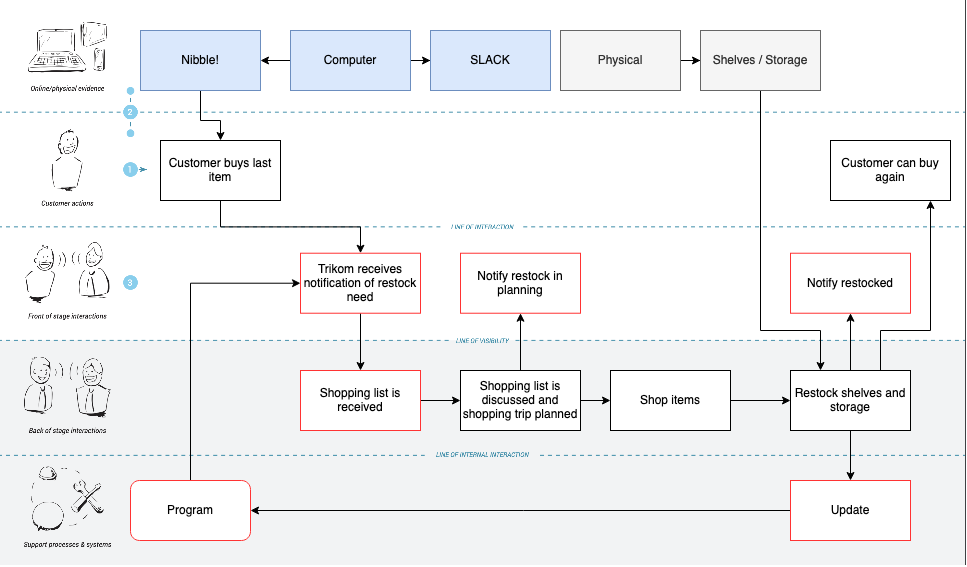 Nibble!
Computer
SLACK
Physical
Shelves / Storage
Online/physical evidence
2
Customer buys last
item
Customer can buy
again
1
Customer actions
LINE OF INTERACTION
Trikom receives
notification of restock
need
Notify restock in
planning
Notify restocked
3
Front of stage interactions
LINE OF VISIBILITY
Shopping list is
received
Shopping list is
discussed and
shopping trip planned
Shop items
Restock shelves and
storage
Back of stage interactions
LINE OF INTERNAL INTERACTION
Program
Update
Support processes & systems